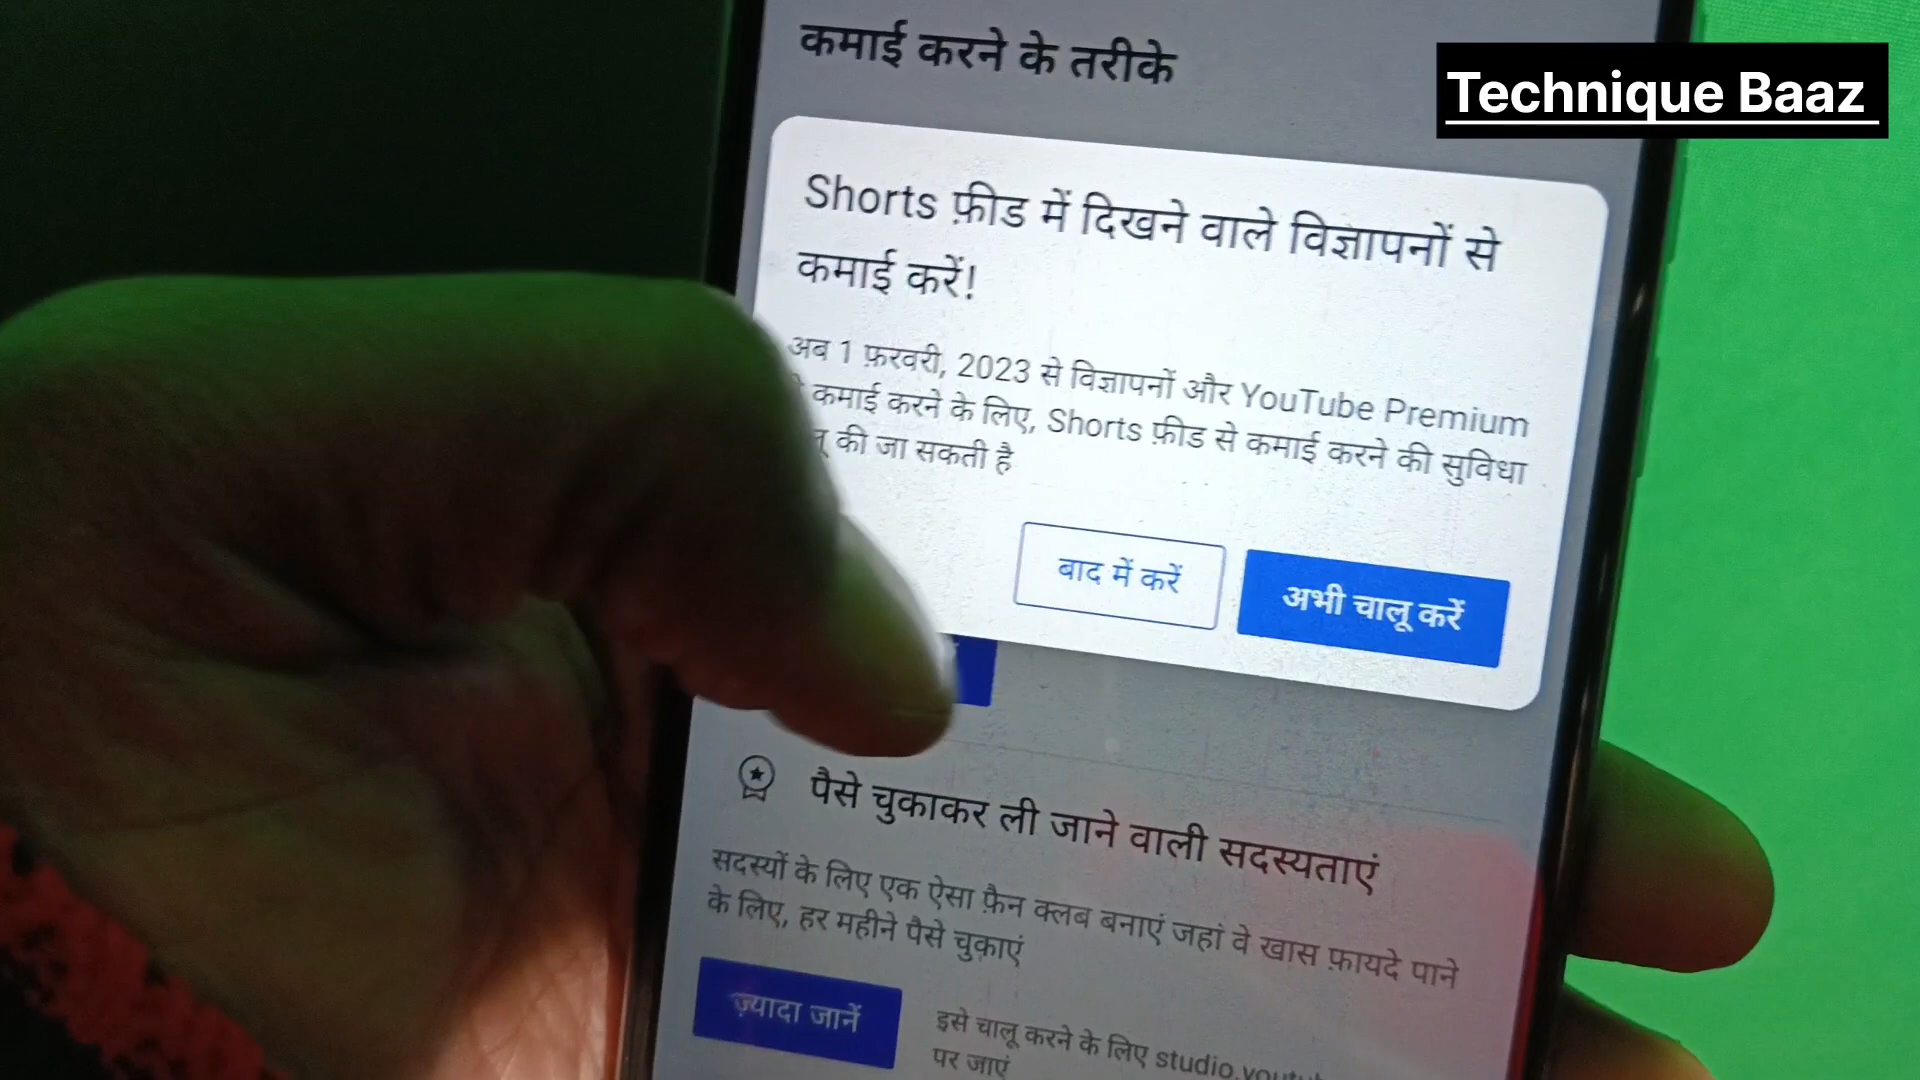 कमाई करने के तरीके
Technique Baaz
Shorts फ़ीड में दिखने वाले विज्ञापनों से
कमाई करें!
अब 1 फ़रवरी, 2023 से विज्ञापनों और YouTube Premium
कमाई करने के लिए, Shorts फ़ीड से कमाई करने की सुविधा
की जा सकती है
बाद में करें
अभी चालू करें
पैसे चुकाकर ली जाने वाली सदस्यताएं
सदस्यों के लिए एक ऐसा फ़ैन क्लब बनाएं जहां वे खास फ़ायदे पाने
के लिए, हर महीने पैसे चुकाएं
ज़्यादा जानें
इसे चालू करने के लिए
पर जाएं